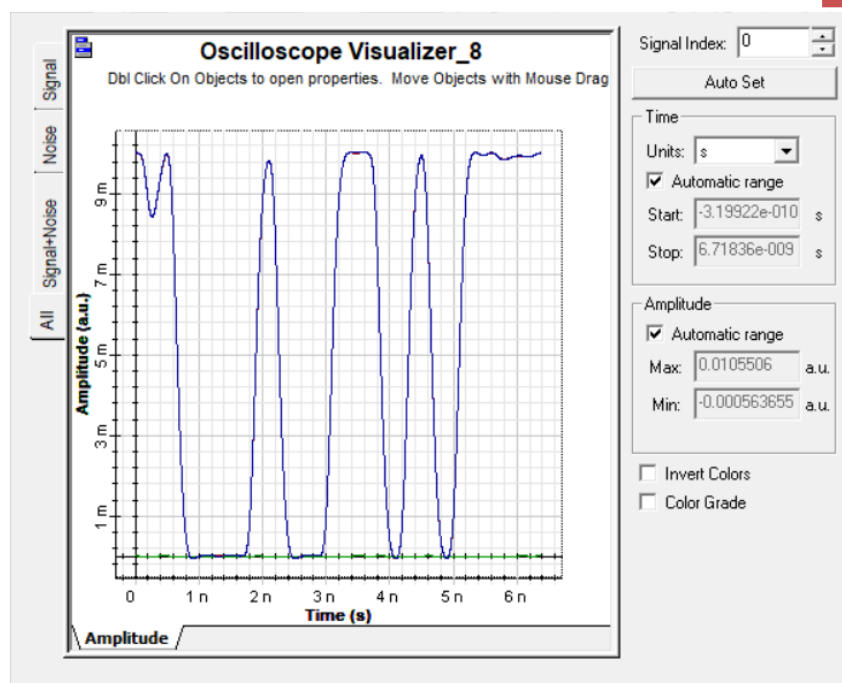 Oscilloscope Visualizer_8
Dbl Click On Objects to open properties. Move Objects with Mouse Drag
Signal
Noise
Signal+Noise
All
Amplitude (a.u.)
9 m
7 m
5 m
3 m
1 m
0 1 n 2 n 3 n 4 n 5 n 6 n
Time (s)
Amplitude
Signal Index: 0
Auto Set
Time
Units: s
Automatic range
Start: -3.19922e-010 s
Stop: 6.71836e-009 s
Amplitude
Automatic range
Max: 0.0105506 a.u.
Min: -0.000563655 a.u.
Invert Colors
Color Grade